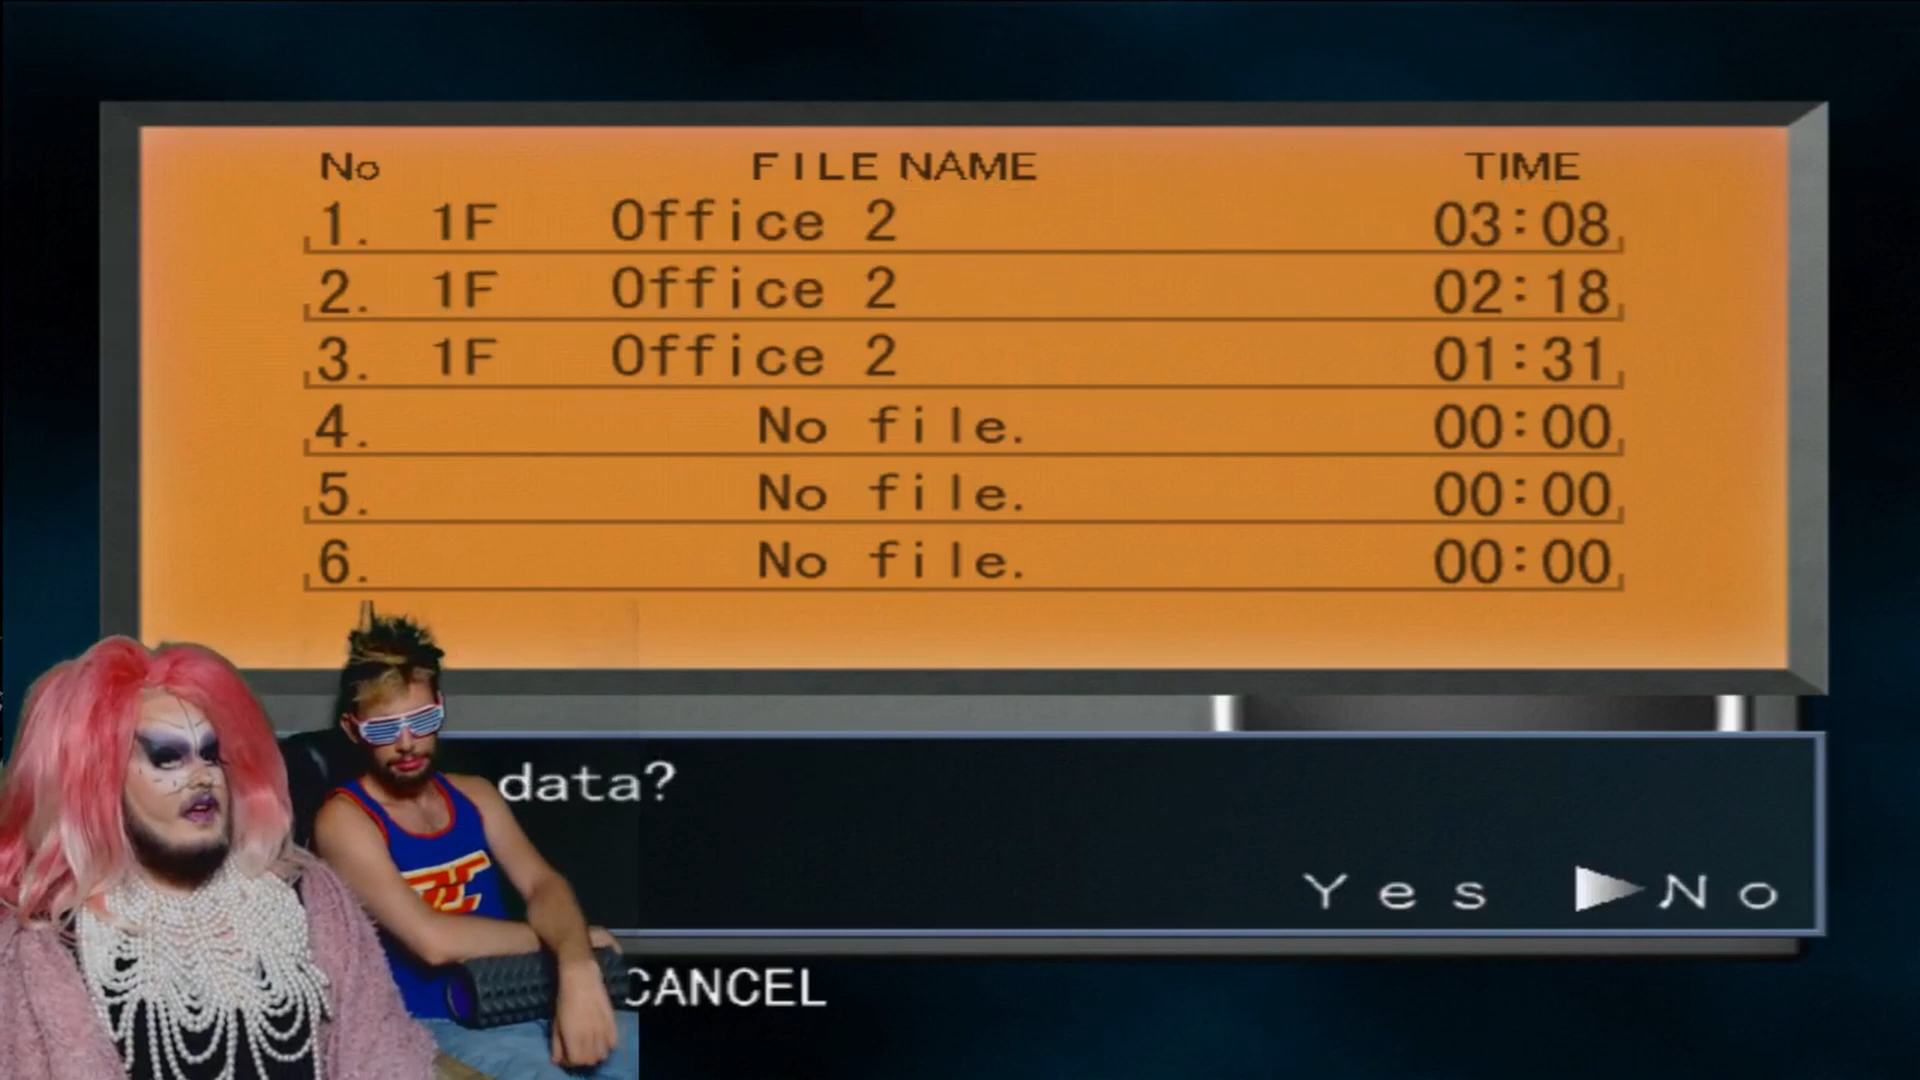 No FILE NAME TIME
1. 1F Office 2 03:08
2. 1F Office 2 02:18
3. 1F Office 2 01:31
4. No file. 00:00
5. No file. 00:00
6. No file. 00:00
data?
Yes ▶No
CANCEL